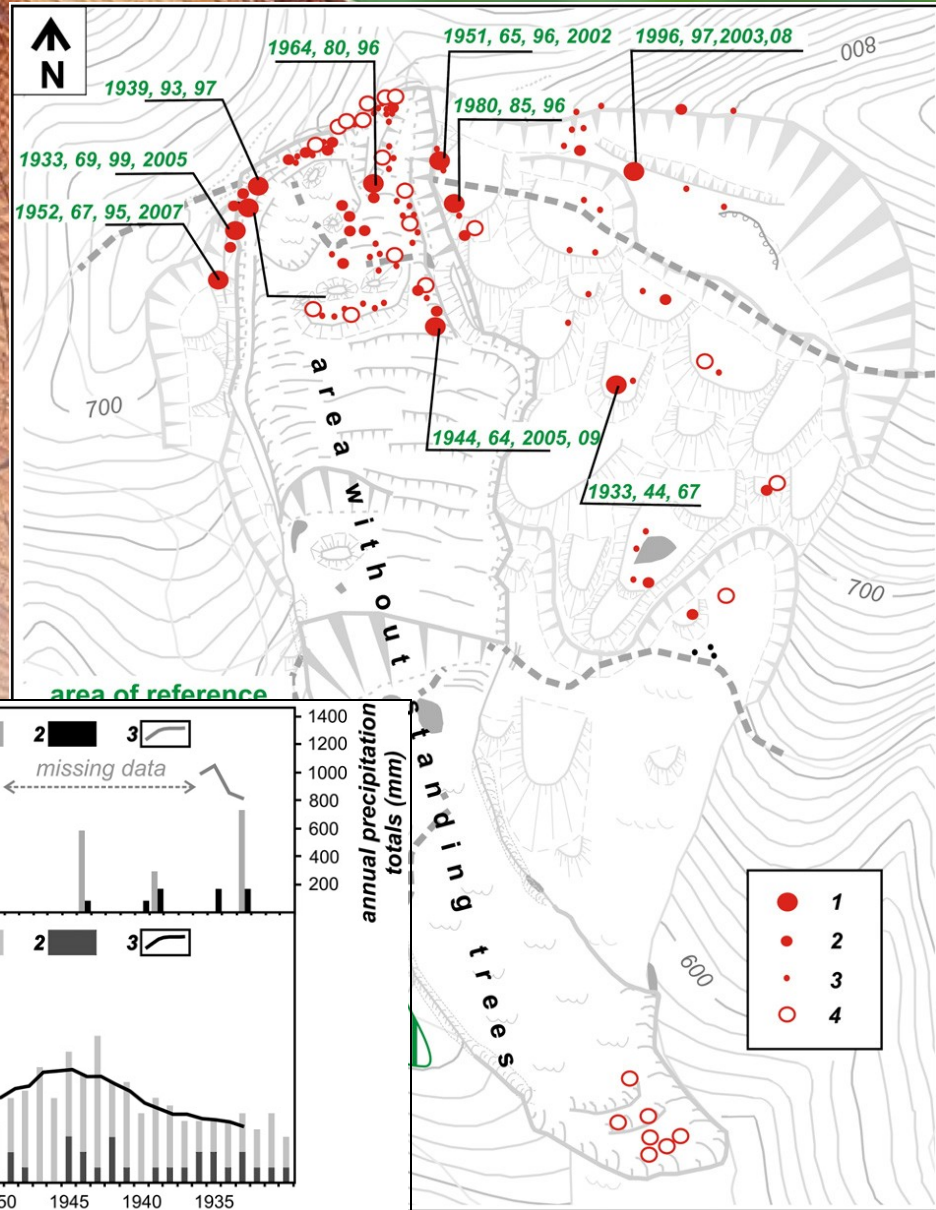 N
1964, 80, 96
1951, 65, 96, 2002
1996, 97,2003,08
800
1939, 93, 97
1980, 85, 96
1933, 69, 99, 2005
1952, 67, 95, 2007
700
1944, 64, 2005, 09
1933, 44, 67
700
area without standing trees
area of reference
2 3
missing data
1400
1200
1000
800
600
400
200
annual precipitation
totals (mm)
2 3
50 1945 1940 1935
600
1
2
3
4